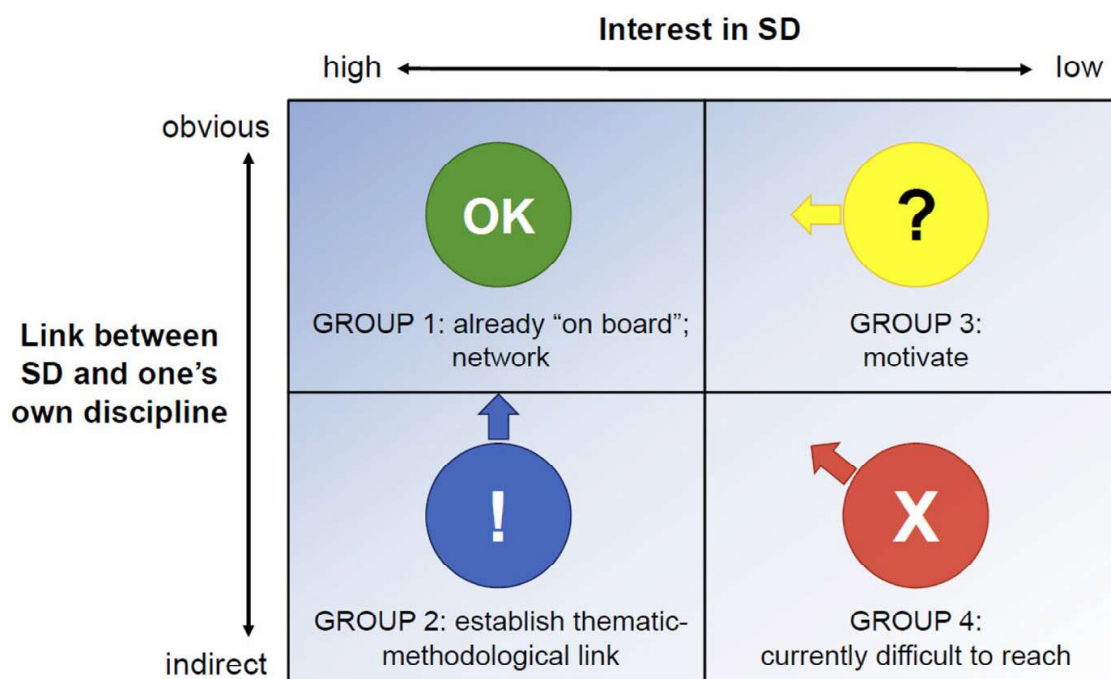 Interest in SD
high
low
obvious
OK
?
GROUP 1: already “on board”;
network
GROUP 3:
motivate
Link between
SD and one’s
own discipline
!
X
GROUP 2: establish thematic-
methodological link
GROUP 4:
currently difficult to reach
indirect